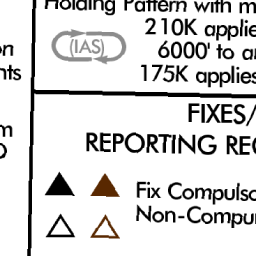 Holding Pattern with m
210K applie
(IAS)
6000' to a
175K applies
on
nts
FIXES/
REPORTING RE
m
Fix Compulso
Non-Compu